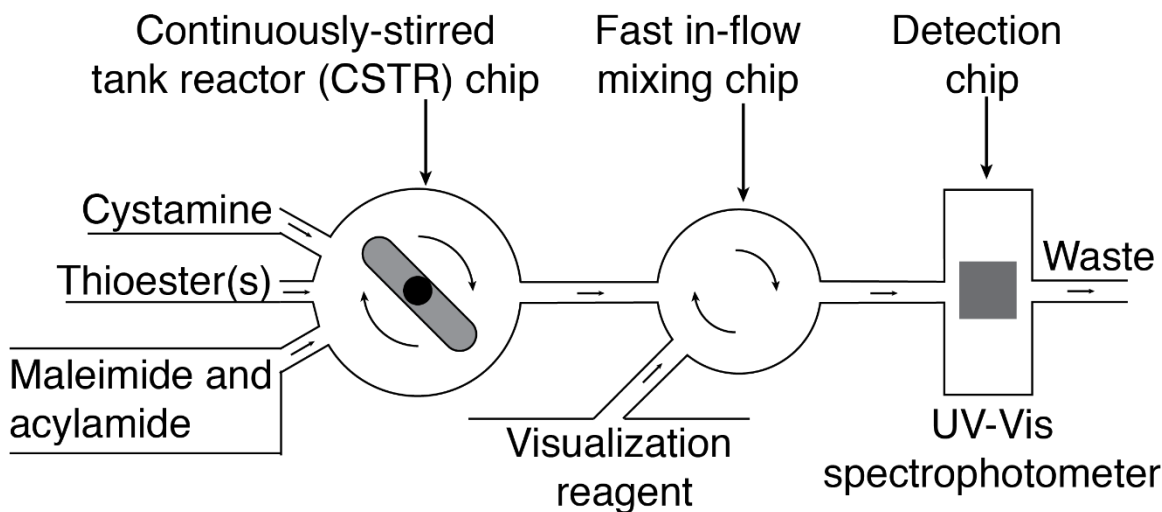 Continuously-stirred
tank reactor (CSTR) chip
Fast in-flow
mixing chip
Detection
chip
Cystamine
Thioester(s)
Maleimide and
acylamide
Visualization
reagent
Waste
UV-Vis
spectrophotometer